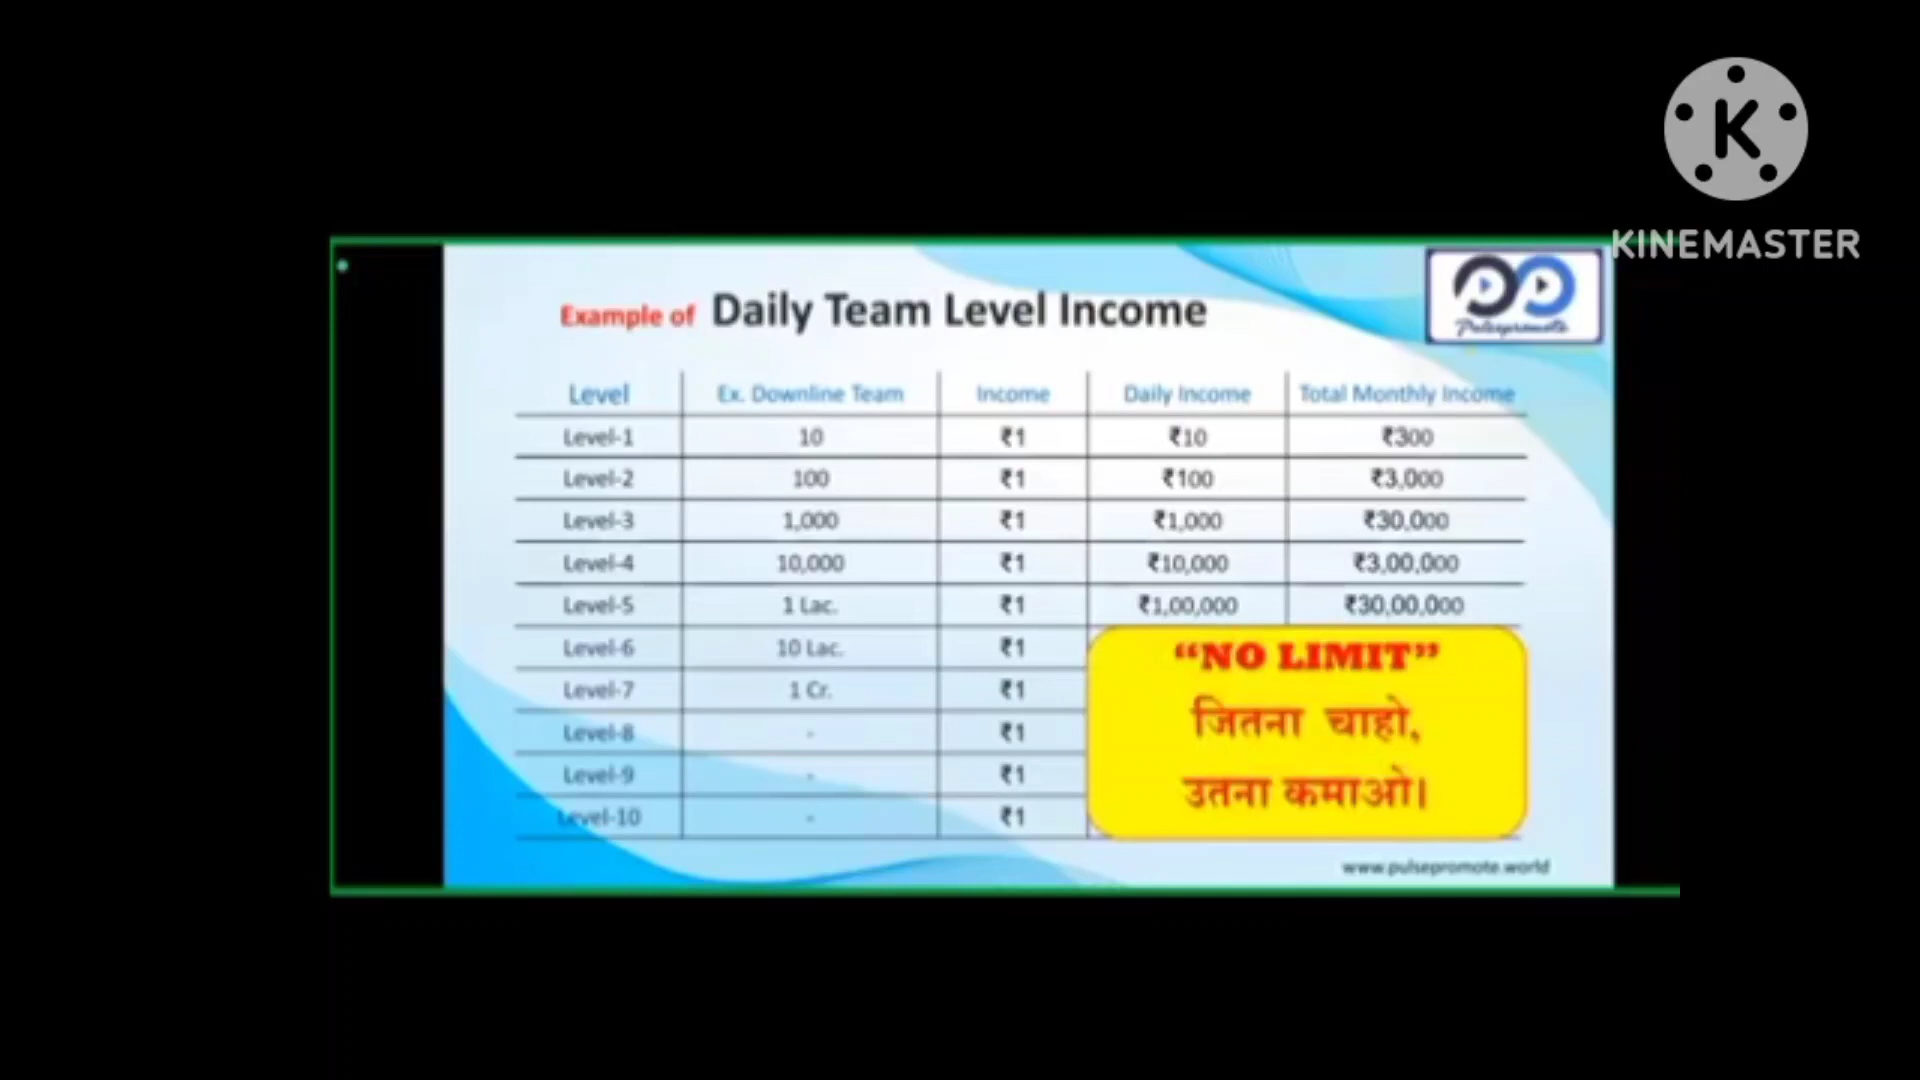 KINEMASTER
Example of Daily Team Level Income
Pulsepromote
Level Ex. Downline Team Income Daily Income Total Monthly Income
Level-1 10 ₹1 ₹10 ₹300
Level-2 100 ₹1 ₹100 ₹3,000
Level-3 1,000 ₹1 ₹1,000 ₹30,000
Level-4 10,000 ₹1 ₹10,000 ₹3,00,000
Level-5 1 Lac. ₹1 ₹1,00,000 ₹30,00,000
Level-6 10 Lac. ₹1
Level-7 1 Cr. ₹1
Level-8 - ₹1
Level-9 - ₹1
Level-10 - ₹1
“NO LIMIT”
जितना चाहो,
उतना कमाओ।
www.pulsepromote.world